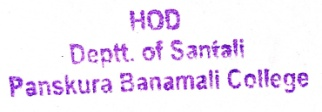 HOD
Deptt. of Santali
Panskura Banamali College